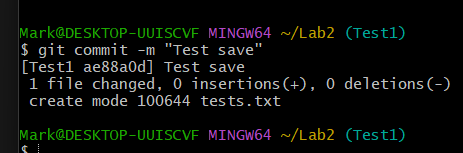 Mark@DESKTOP-UUISCVF MINGW64 ~/Lab2 (Test1)
$ git commit -m "Test save"
[Test1 ae88a0d] Test save
 1 file changed, 0 insertions(+), 0 deletions(-)
 create mode 100644 tests.txt

Mark@DESKTOP-UUISCVF MINGW64 ~/Lab2 (Test1)
$